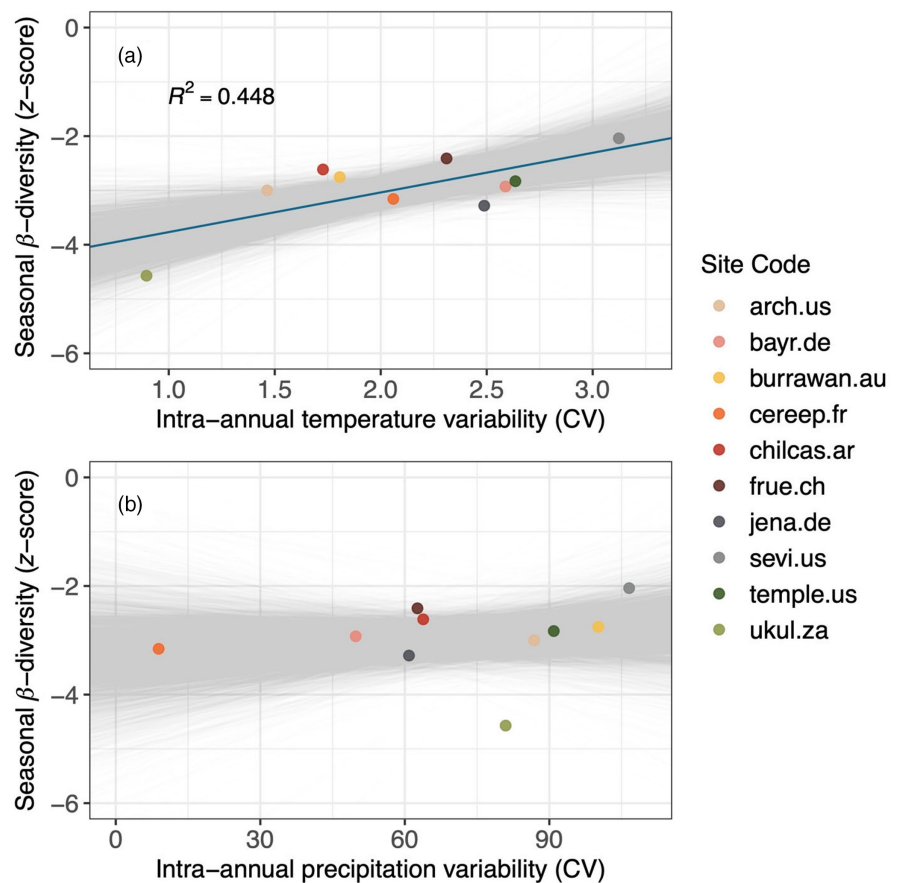 (a)
R² = 0.448
Seasonal β−diversity (z−score)
0
−2
−4
−6
1.0 1.5 2.0 2.5 3.0
Intra−annual temperature variability (CV)
(b)
Seasonal β−diversity (z−score)
0
−2
−4
−6
0 30 60 90
Intra−annual precipitation variability (CV)
Site Code
arch.us
bayr.de
burrawan.au
cereep.fr
chilcas.ar
frue.ch
jena.de
sevi.us
temple.us
ukul.za